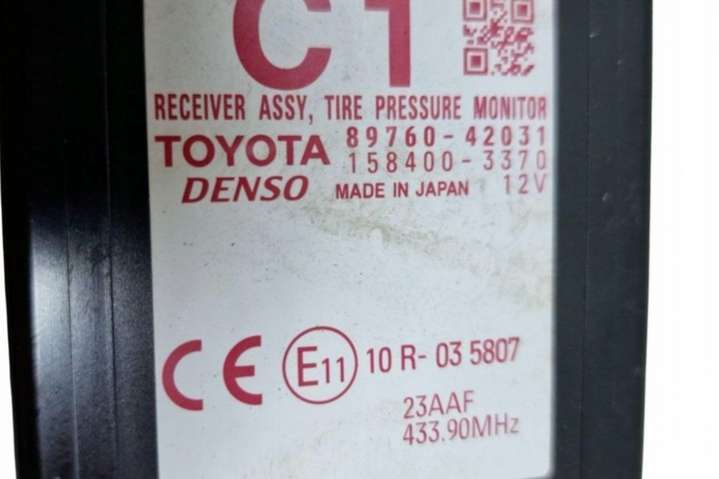 C1
RECEIVER ASSY, TIRE PRESSURE MONITOR
TOYOTA 89760-42031
158400-3370
DENSO MADE IN JAPAN 12V
CE E11 10 R- 03 5807
23AAF
433.90MHz